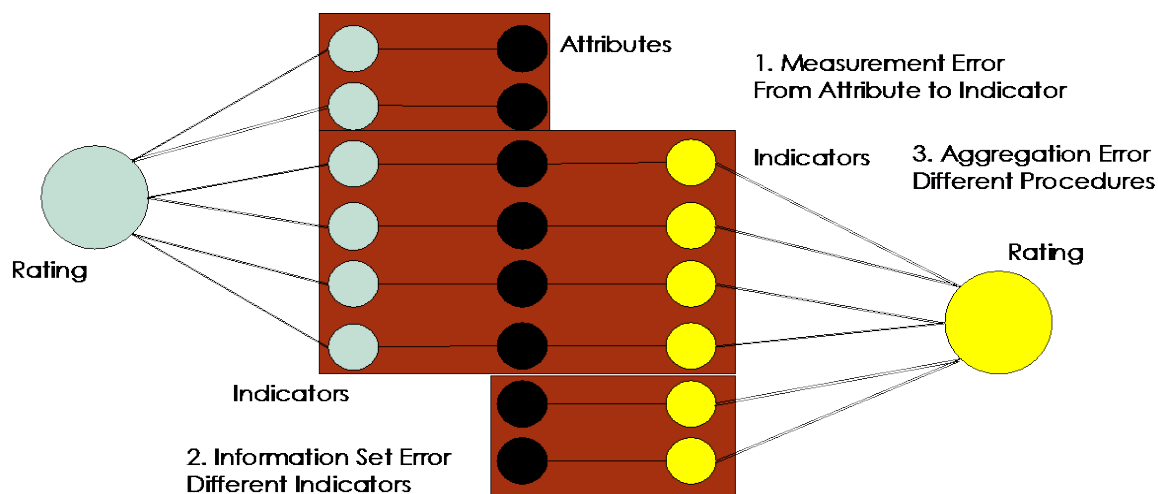 Attributes
1. Measurement Error
From Attribute to Indicator
Indicators
3. Aggregation Error
Different Procedures
Rating
Rating
Indicators
2. Information Set Error
Different Indicators